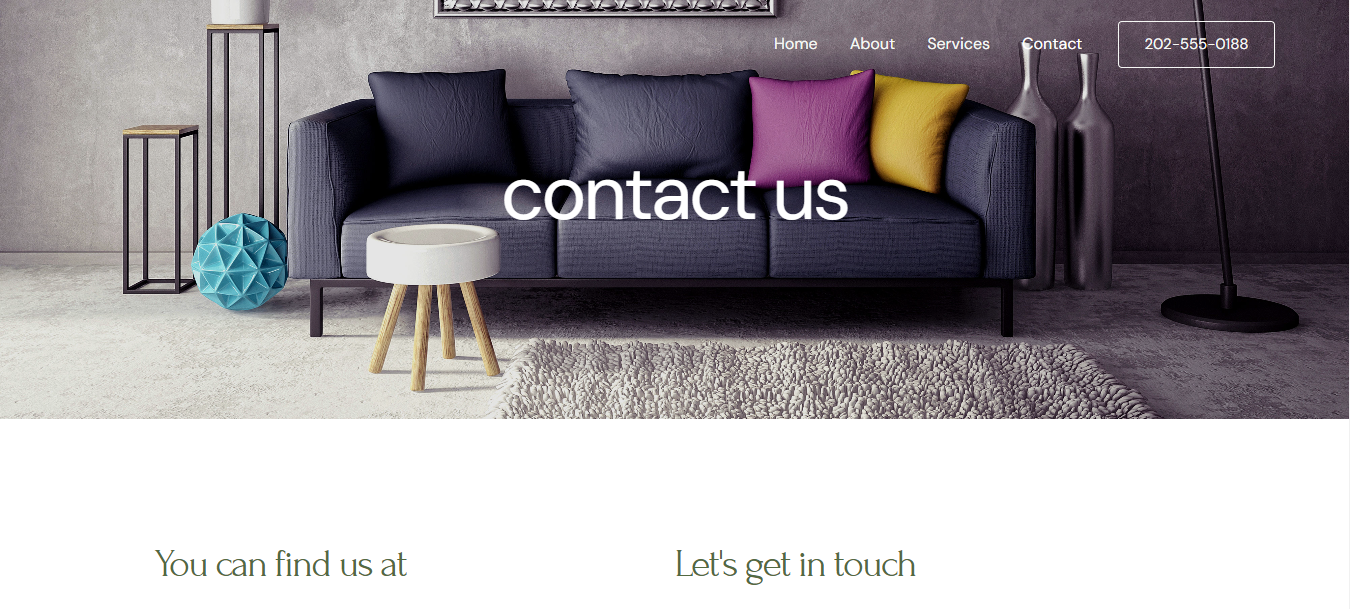 Home About Services Contact 202-555-0188
contact us
You can find us at
Let's get in touch